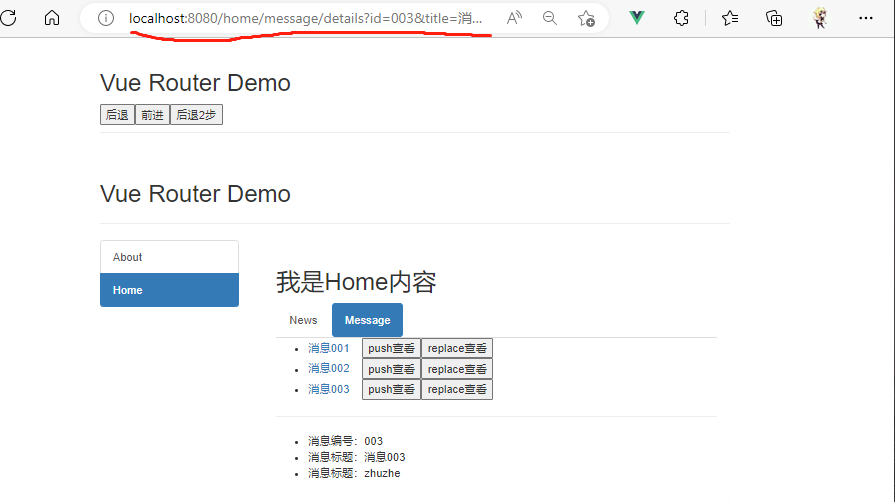 localhost:8080/home/message/details?id=003&title=消...
Vue Router Demo
后退 前进 后退2步
Vue Router Demo
About
Home
我是Home内容
News Message
消息001 push查看 replace查看
消息002 push查看 replace查看
消息003 push查看 replace查看
消息编号：003
消息标题：消息003
消息标题：zhuzhe